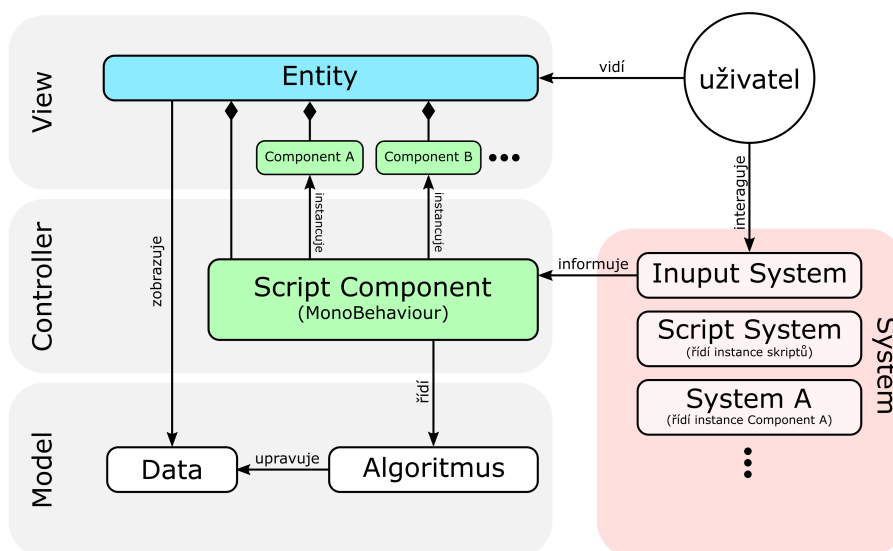 View
Entity
vidí
uživatel
Component A
Component B
instancuje
instancuje
interaguje
zobrazuje
Controller
Script Component
(MonoBehaviour)
informuje
Inuput System
Script System
(řídí instance skriptů)
System A
(řídí instance Component A)
System
řídí
Model
Data
upravuje
Algoritmus